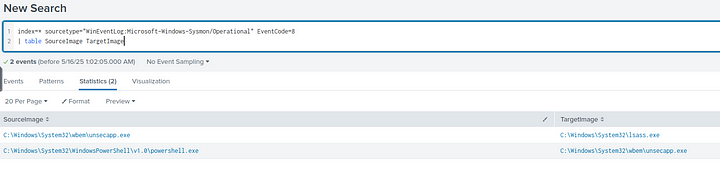 New Search
1 index=* sourcetype="WinEventLog:Microsoft-Windows-Sysmon/Operational" EventCode=8
2 | table SourceImage TargetImage
✓ 2 events (before 5/16/25 1:02:05.000 AM) No Event Sampling
Events Patterns Statistics (2) Visualization
20 Per Page Format Preview
SourceImage TargetImage
C:\Windows\System32\wbem\unsecapp.exe C:\Windows\System32\lsass.exe
C:\Windows\System32\WindowsPowerShell\v1.0\powershell.exe C:\Windows\System32\wbem\unsecapp.exe